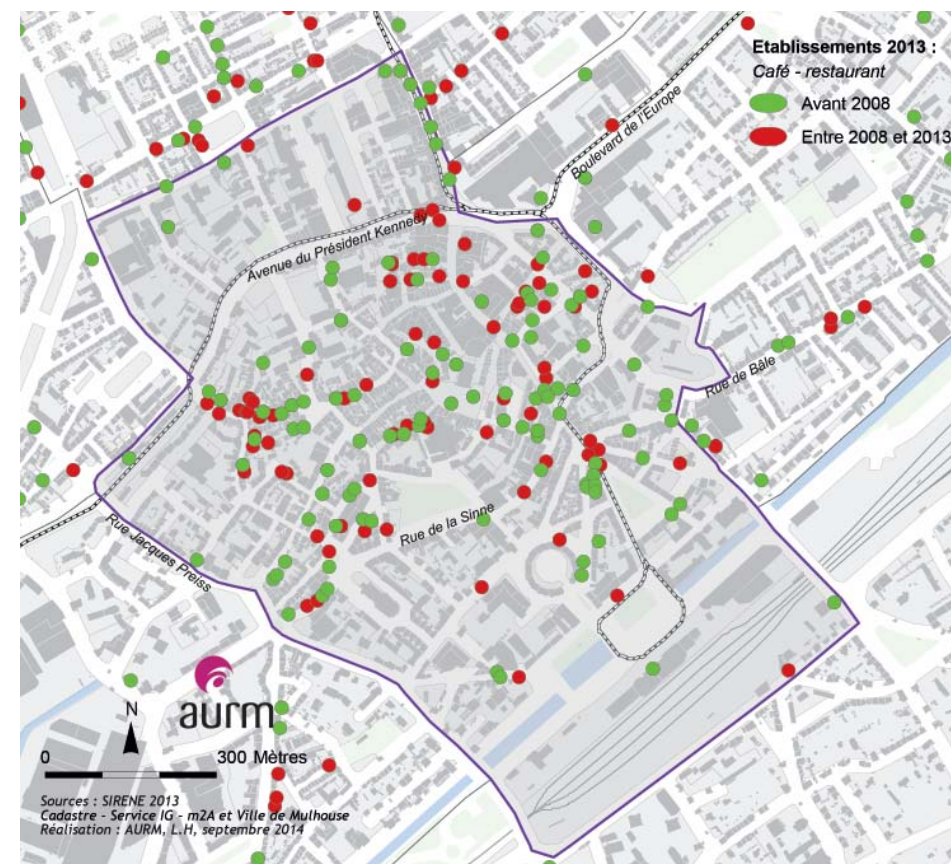 Etablissements 2013 :
Café - restaurant
Avant 2008
Entre 2008 et 2013
Boulevard de l'Europe
Avenue du Président Kennedy
Rue de Bâle
Rue de la Sinne
Rue Jacques Preiss
aurm
N
0 300 Mètres
Sources : SIRENE 2013
Cadastre - Service IG - m2A et Ville de Mulhouse
Réalisation : AURM, L.H, septembre 2014